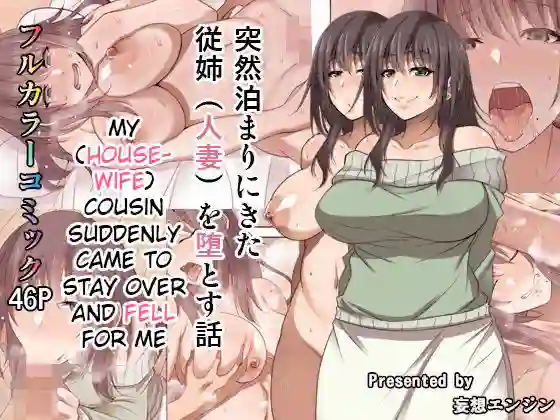 突然泊まりにきた
従姉（人妻）を堕とす話
MY
(HOUSE-
WIFE)
COUSIN
SUDDENLY
CAME TO
STAY OVER
AND FELL
FOR ME
フルカラーコミック
46P
Presented by
妄想エンジン